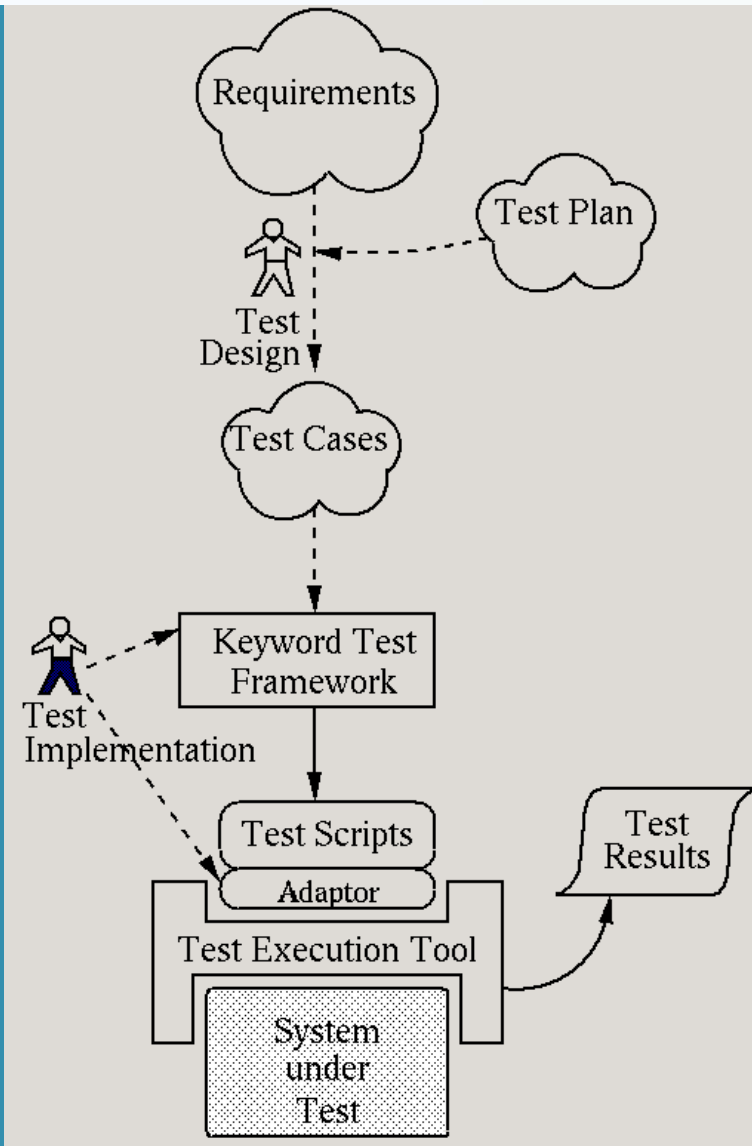 Requirements
Test Plan
Test
Design
Test Cases
Keyword Test
Framework
Test
Implementation
Test Scripts
Adaptor
Test
Results
Test Execution Tool
System
under
Test